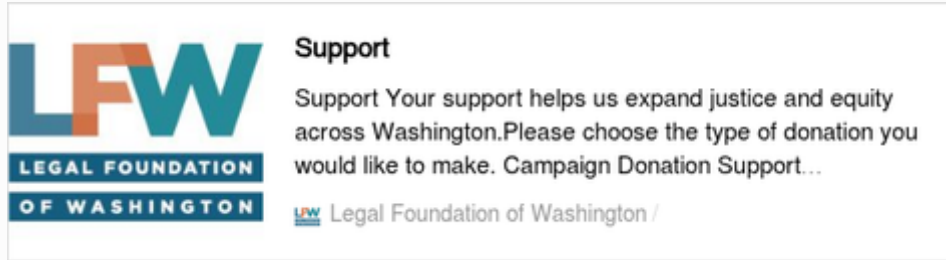 LFW
LEGAL FOUNDATION
OF WASHINGTON
Support
Support Your support helps us expand justice and equity
across Washington.Please choose the type of donation you
would like to make. Campaign Donation Support...
LFW Legal Foundation of Washington /